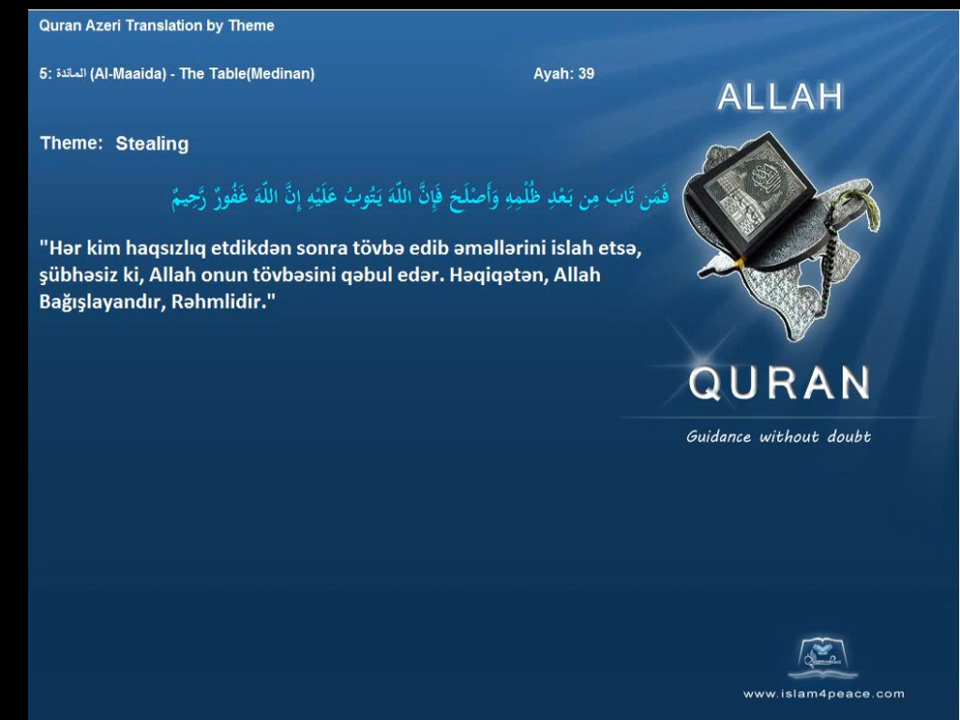 Quran Azeri Translation by Theme
5: المائدة (Al-Maaida) - The Table(Medinan) Ayah: 39
ALLAH
Theme: Stealing
فَمَن تَابَ مِن بَعْدِ ظُلْمِهِ وَأَصْلَحَ فَإِنَّ اللّهَ يَتُوبُ عَلَيْهِ إِنَّ اللّهَ غَفُورٌ رَّحِيمٌ
"Hər kim haqsızlıq etdikdən sonra tövbə edib əməllərini islah etsə,
şübhəsiz ki, Allah onun tövbəsini qəbul edər. Həqiqətən, Allah
Bağışlayandır, Rəhmlidir."
QURAN
Guidance without doubt
www.islam4peace.com